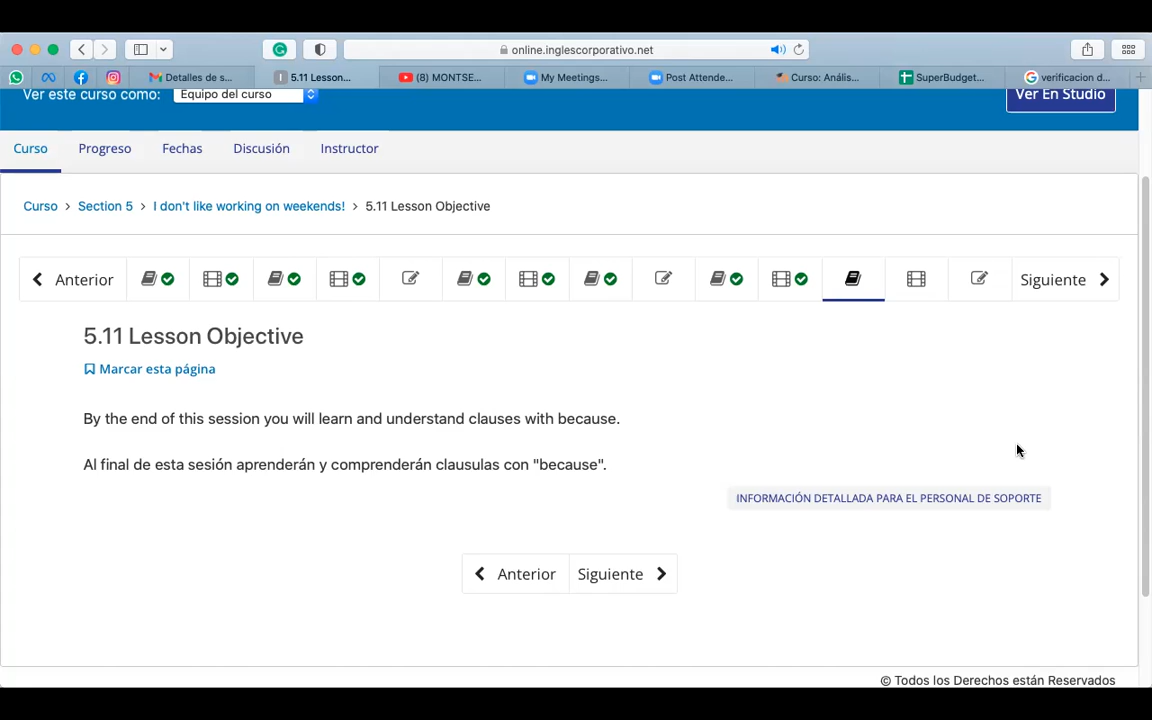 online.inglescorporativo.net
Detalles de s...
5.11 Lesson...
(8) MONTSE...
My Meetings...
Post Attende...
Curso: Anális...
SuperBudget...
verificacion d...
Ver este curso como:
Equipo del curso
Ver En Studio
Curso
Progreso
Fechas
Discusión
Instructor
Curso > Section 5 > I don't like working on weekends! > 5.11 Lesson Objective
Anterior
Siguiente
5.11 Lesson Objective
Marcar esta página
By the end of this session you will learn and understand clauses with because.
Al final de esta sesión aprenderán y comprenderán clausulas con "because".
INFORMACIÓN DETALLADA PARA EL PERSONAL DE SOPORTE
Anterior
Siguiente
© Todos los Derechos están Reservados